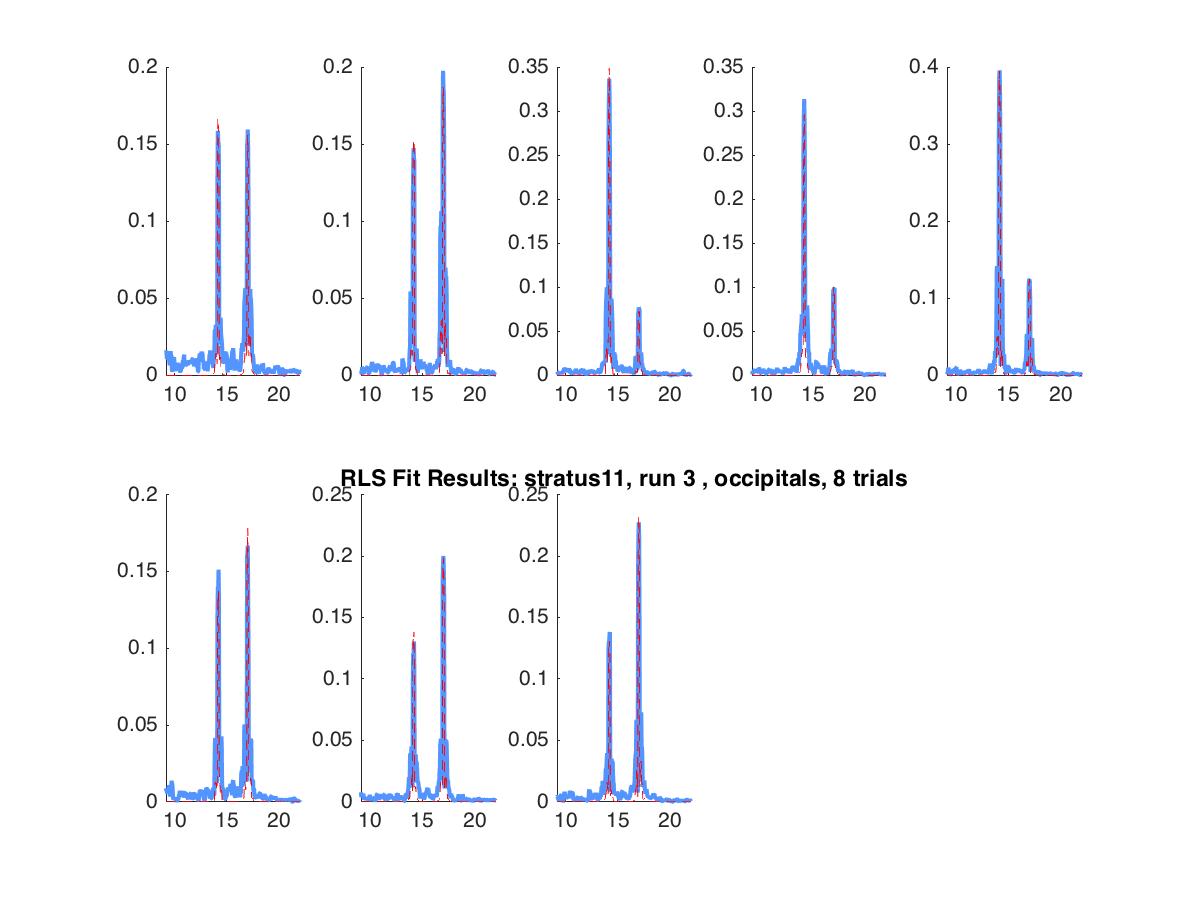 0.2 0.2 0.35 0.35 0.4
0.3 0.3
0.15 0.15 0.3
0.25 0.25
0.1 0.1 0.2 0.2 0.2
0.15 0.15
0.05 0.05 0.1 0.1 0.1
0.05 0.05
0 0 0 0 0
10 15 20 10 15 20 10 15 20 10 15 20 10 15 20
RLS Fit Results: stratus11, run 3 , occipitals, 8 trials
0.2 0.25 0.25
0.2 0.2
0.15
0.15 0.15
0.1
0.1 0.1
0.05 0.05 0.05
0 0 0
10 15 20 10 15 20 10 15 20